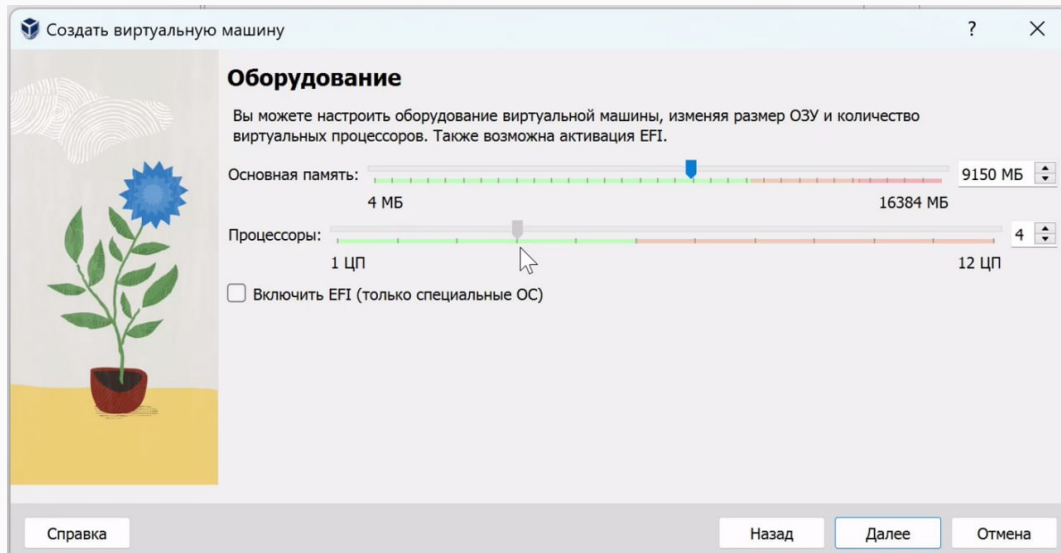 Создать виртуальную машину
?
Оборудование
Вы можете настроить оборудование виртуальной машины, изменяя размер ОЗУ и количество
виртуальных процессоров. Также возможна активация EFI.
Основная память:
9150 МБ
4 МБ
16384 МБ
Процессоры:
4
1 ЦП
12 ЦП
Включить EFI (только специальные ОС)
Справка
Назад
Далее
Отмена